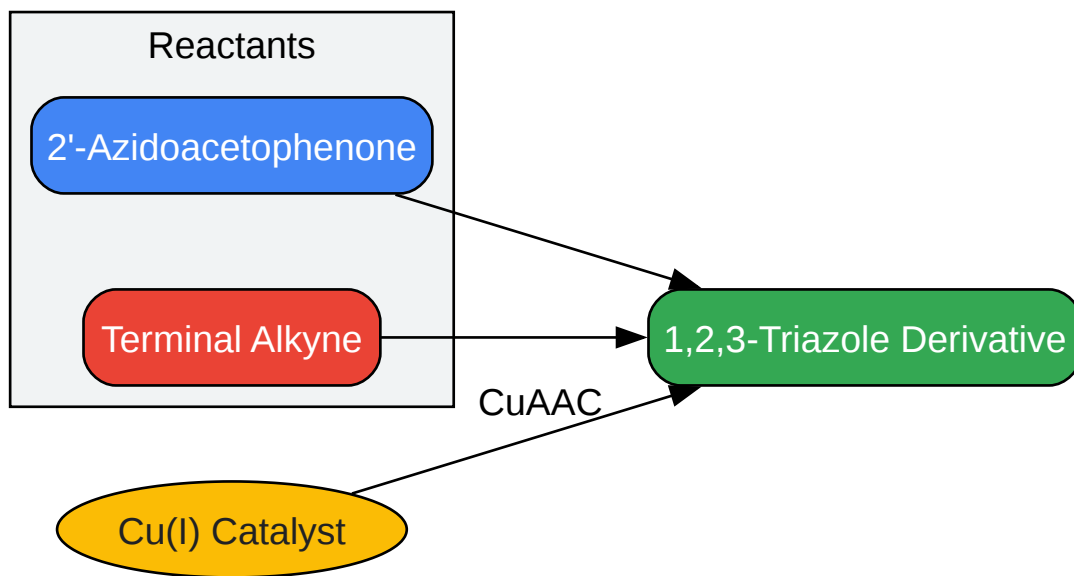 Reactants
2'-Azidoacetophenone
Terminal Alkyne
1,2,3-Triazole Derivative
CuAAC
Cu(I) Catalyst